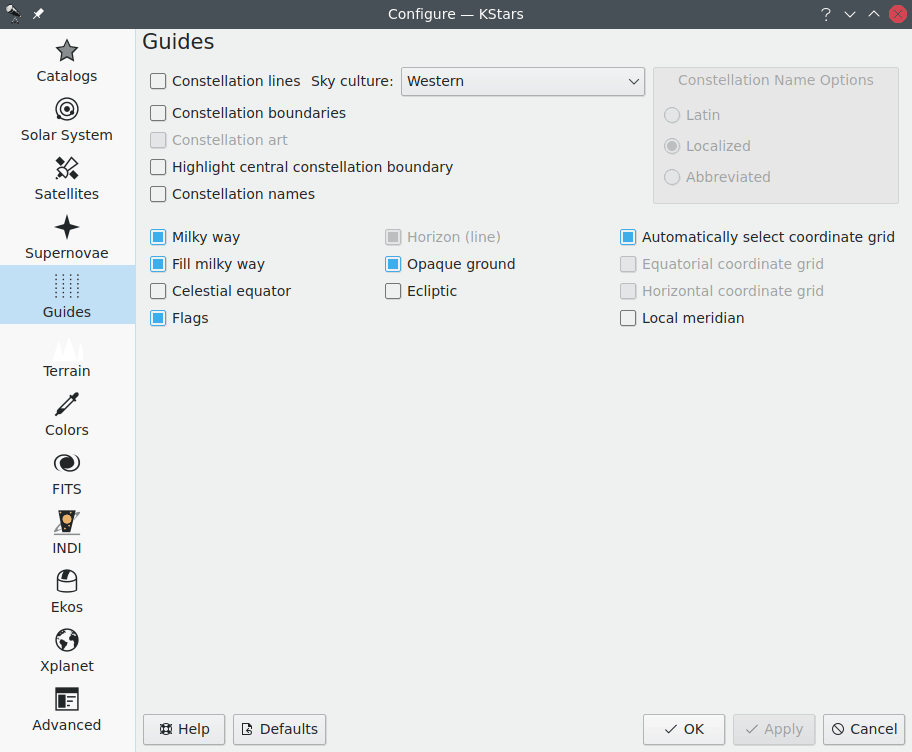 Configure — KStars
Catalogs
Solar System
Satellites
Supernovae
Guides
Terrain
Colors
FITS
INDI
Ekos
Xplanet
Advanced
Guides
Constellation lines Sky culture: Western
Constellation boundaries
Constellation art
Highlight central constellation boundary
Constellation names
Constellation Name Options
Latin
Localized
Abbreviated
Milky way
Fill milky way
Celestial equator
Flags
Horizon (line)
Opaque ground
Ecliptic
Automatically select coordinate grid
Equatorial coordinate grid
Horizontal coordinate grid
Local meridian
Help Defaults OK Apply Cancel